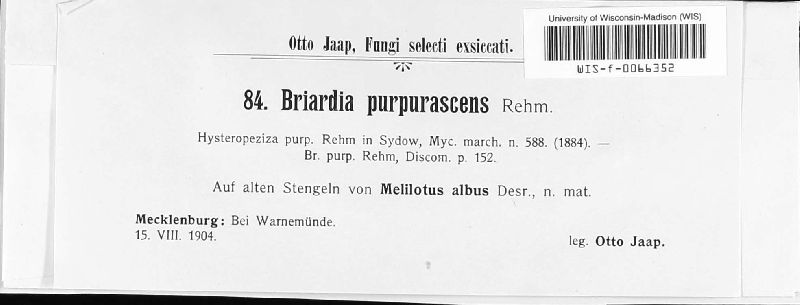 University of Wisconsin-Madison (WIS)
WIS-f-0066352
Otto Jaap, Fungi selecti exsiccati.
84. Briardia purpurascens Rehm.
Hysteropeziza purp. Rehm in Sydow, Myc. march. n. 588. (1884). —
Br. purp. Rehm, Discom. p. 152.
Auf alten Stengeln von Melilotus albus Desr., n. mat.
Mecklenburg: Bei Warnemünde.
15. VIII. 1904.
leg. Otto Jaap.